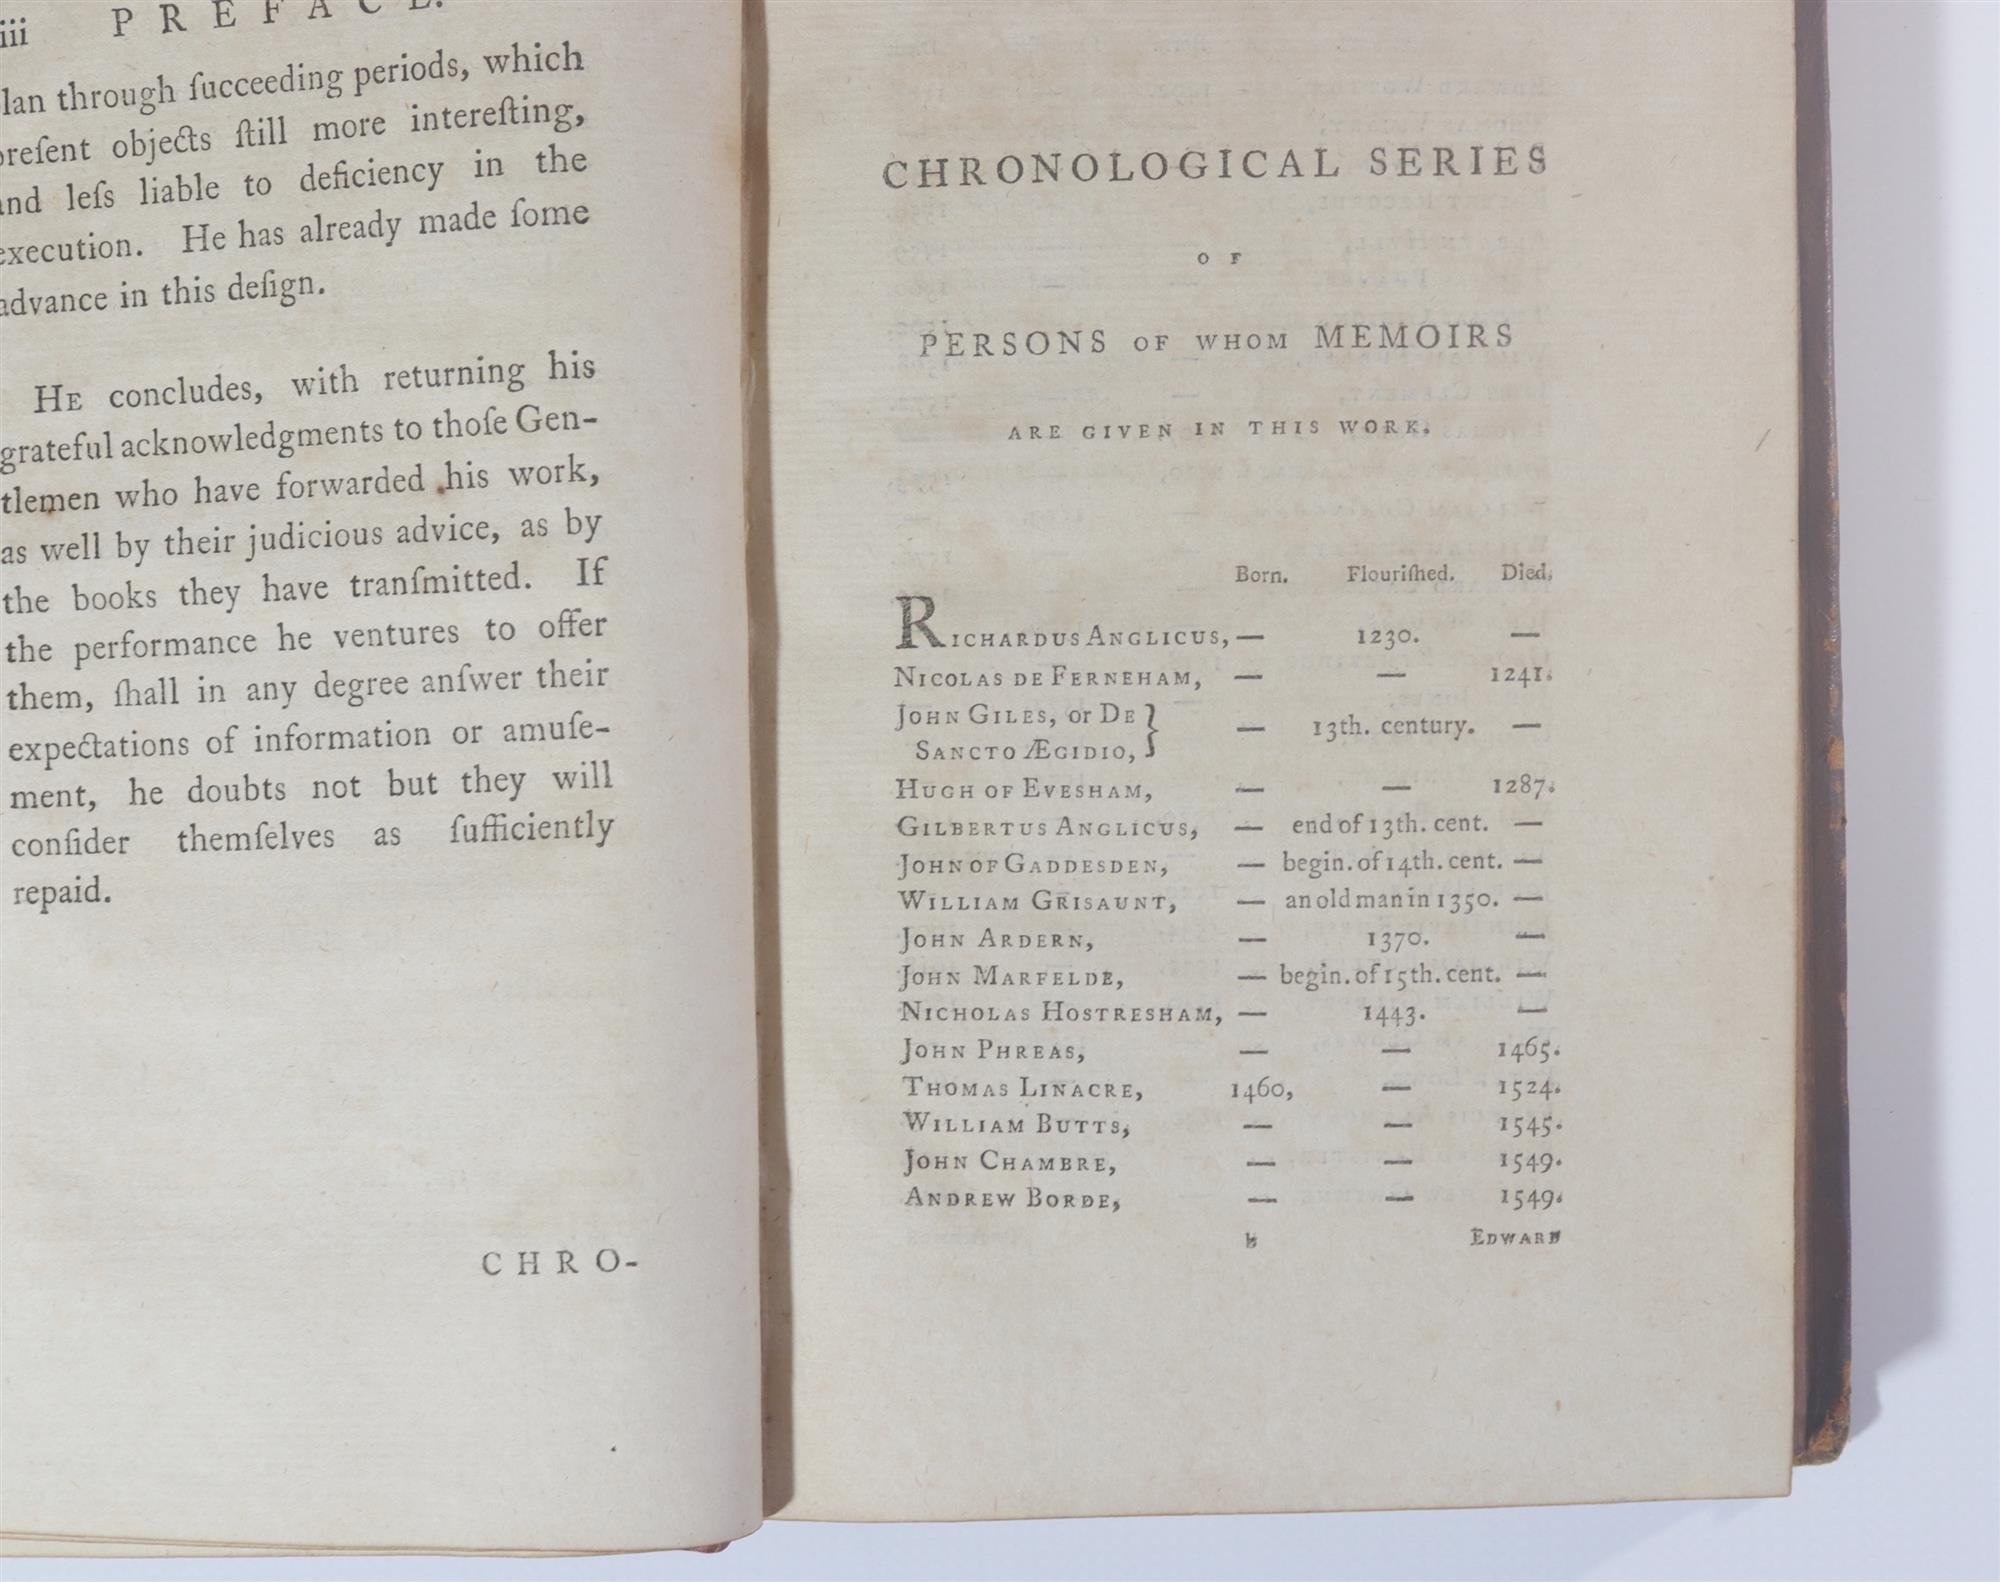 iii P R E F A C E.
lan through ſucceeding periods, which
preſent objects ſtill more intereſting,
and leſs liable to deficiency in the
execution. He has already made ſome
advance in this deſign.
HE concludes, with returning his
grateful acknowledgments to thoſe Gen-
tlemen who have forwarded his work,
as well by their judicious advice, as by
the books they have tranſmitted. If
the performance he ventures to offer
them, ſhall in any degree anſwer their
expectations of information or amuſe-
ment, he doubts not but they will
conſider themſelves as ſufficiently
repaid.
C H R O-
CHRONOLOGICAL SERIES
O F
PERSONS OF WHOM MEMOIRS
ARE GIVEN IN THIS WORK.
Born. Flouriſhed. Died.
RICHARDUS ANGLICUS, — 1230. —
NICOLAS DE FERNEHAM, — — 1241.
JOHN GILES, or DE
SANCTO ÆGIDIO, } — 13th. century. —
HUGH OF EVESHAM, — — 1287.
GILBERTUS ANGLICUS, — end of 13th. cent. —
JOHN OF GADDESDEN, — begin. of 14th. cent. —
WILLIAM GRISAUNT, — an old man in 1350. —
JOHN ARDERN, — 1370. —
JOHN MARFELDE, — begin. of 15th. cent. —
NICHOLAS HOSTRESHAM, — 1443. —
JOHN PHREAS, — — 1465.
THOMAS LINACRE, 1460, — 1524.
WILLIAM BUTTS, — — 1545.
JOHN CHAMBRE, — — 1549.
ANDREW BORDE, — — 1549.
b EDWARD